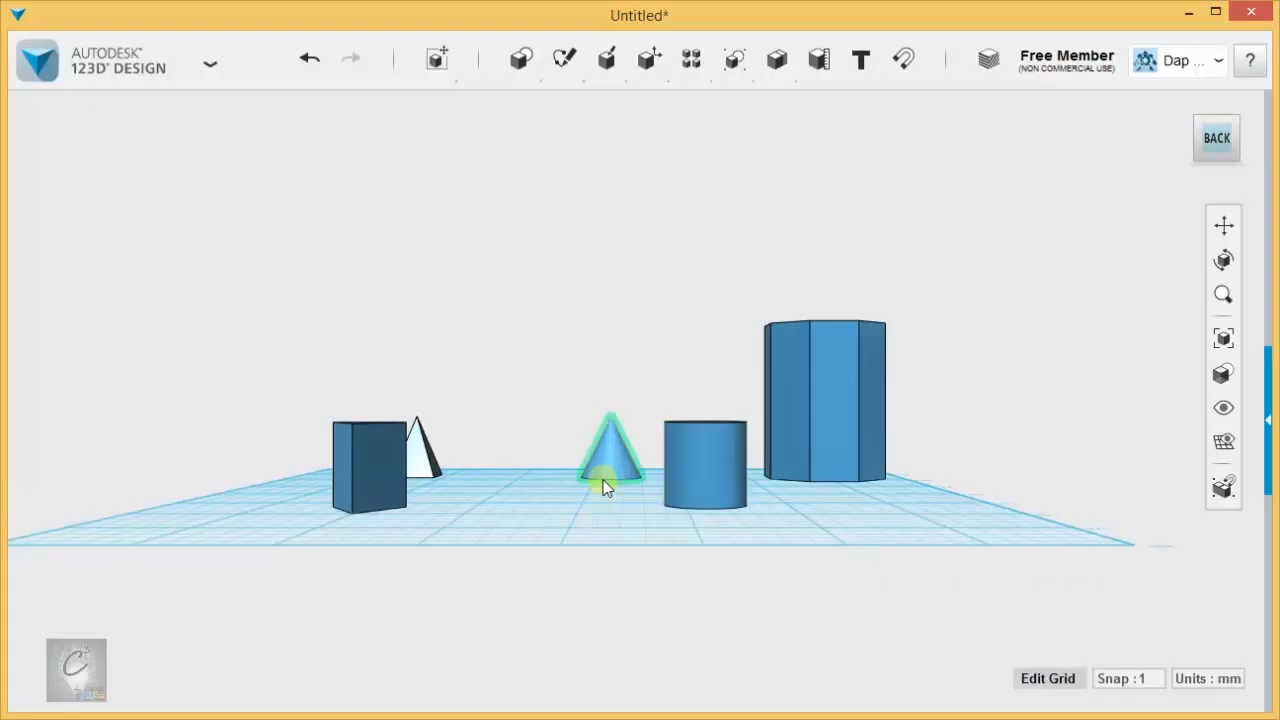 Untitled*
AUTODESK®
123D® DESIGN
T
Free Member
(NON COMMERCIAL USE)
Dap ...
?
BACK
Edit Grid
Snap : 1
Units : mm